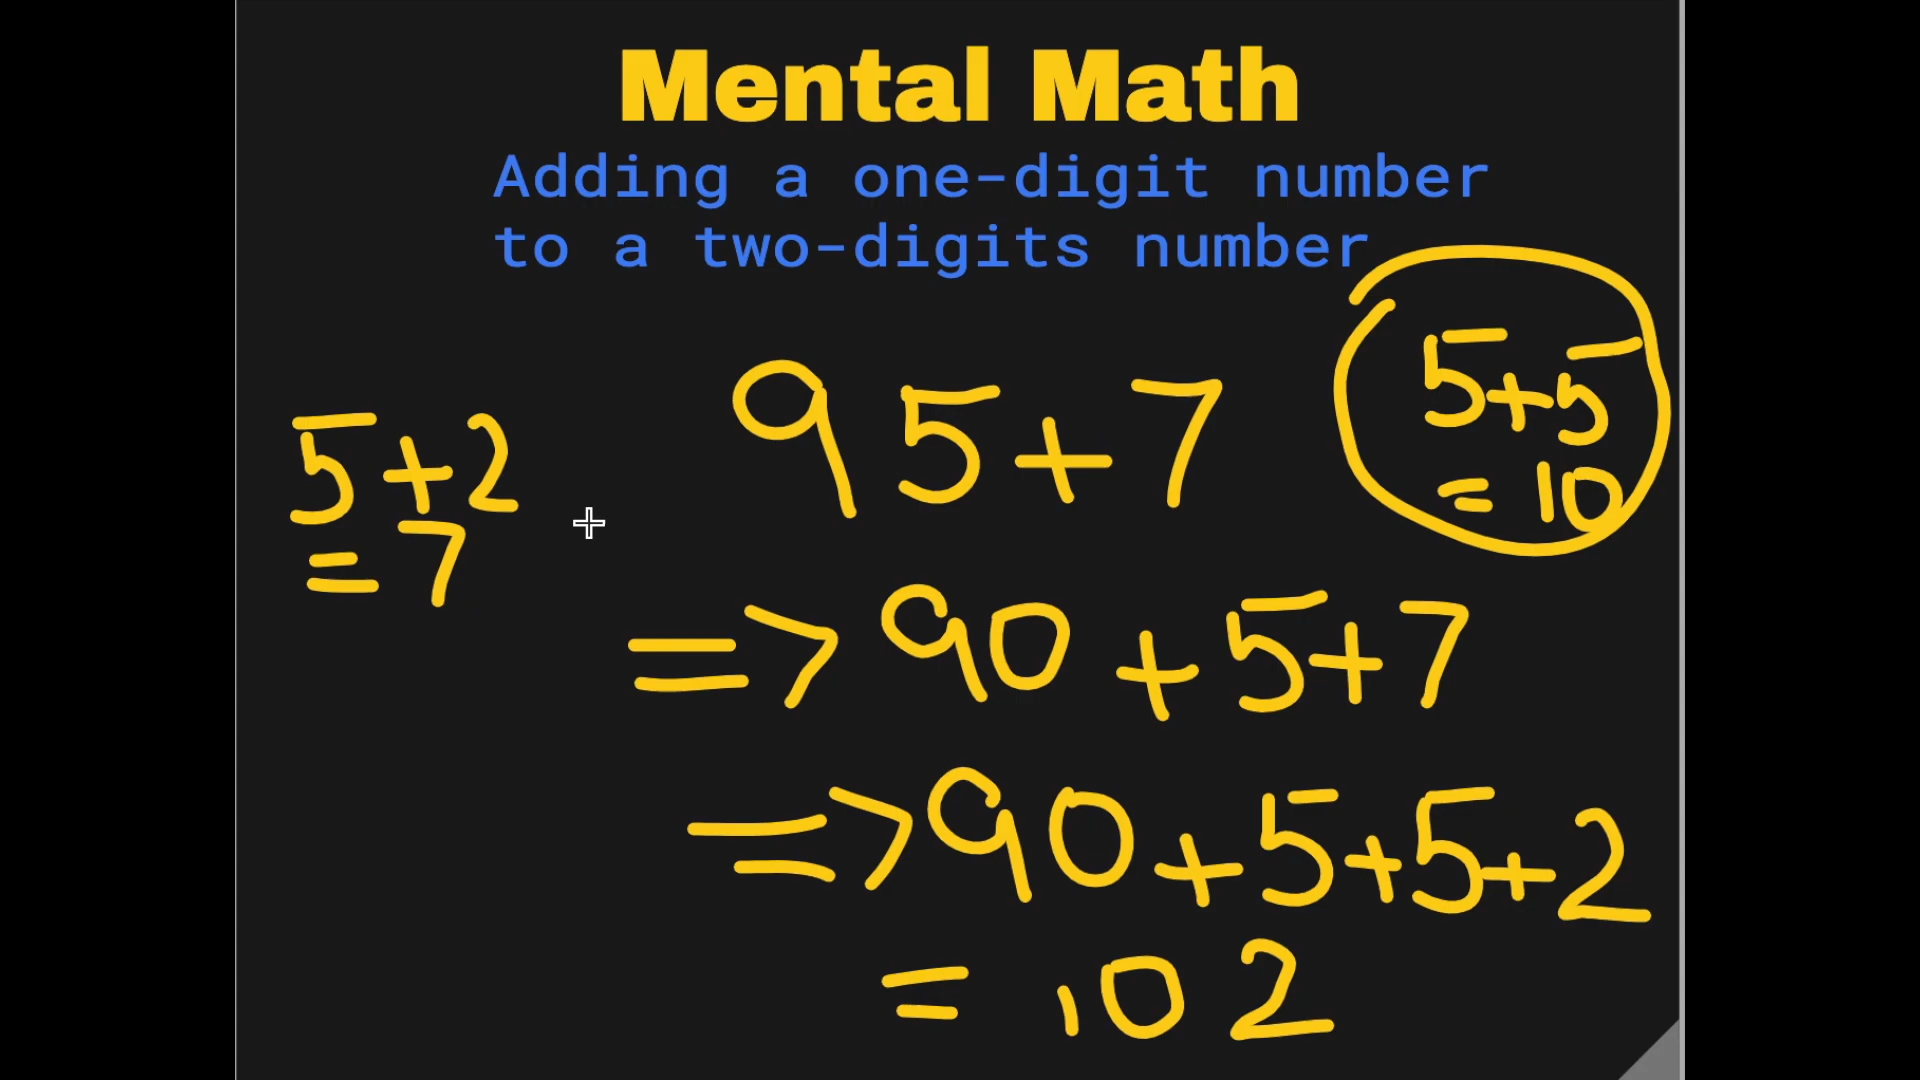 Mental Math
Adding a one-digit number
to a two-digits number
5+5
= 10
95+7
5+2
= 7
=> 90 + 5+7
=> 90 + 5+5+2
= 102